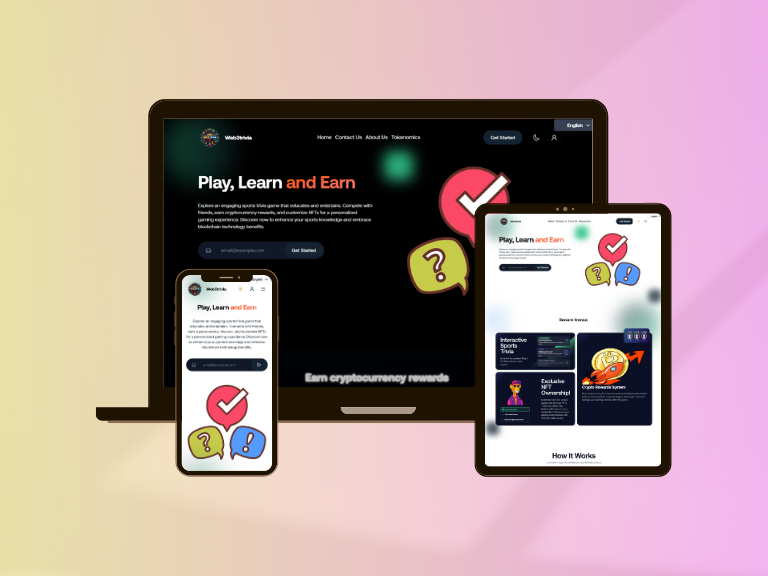 English
Web3trivia
Home Contact Us About Us Tokenomics
Get Started
Play, Learn and Earn
Explore an engaging sports trivia game that educates and entertains. Compete with
friends, earn cryptocurrency rewards, and customize NFTs for a personalized
gaming experience. Discover now to enhance your sports knowledge and embrace
blockchain technology benefits.
email@example.com
Get Started
?
Earn cryptocurrency rewards
English
Web3trivia
Play, Learn and Earn
Explore an engaging sports trivia game that
educates and entertains. Compete with friends,
earn cryptocurrency rewards, and customize NFTs
for a personalized gaming experience. Discover now
to enhance your sports knowledge and embrace
blockchain technology benefits.
email@example.com
?
!
Get Started
Play, Learn and Earn
Get Started
?
!
Interactive
Sports
Trivia
Exclusive
NFT
Ownership!
Crypto Rewards System
How It Works